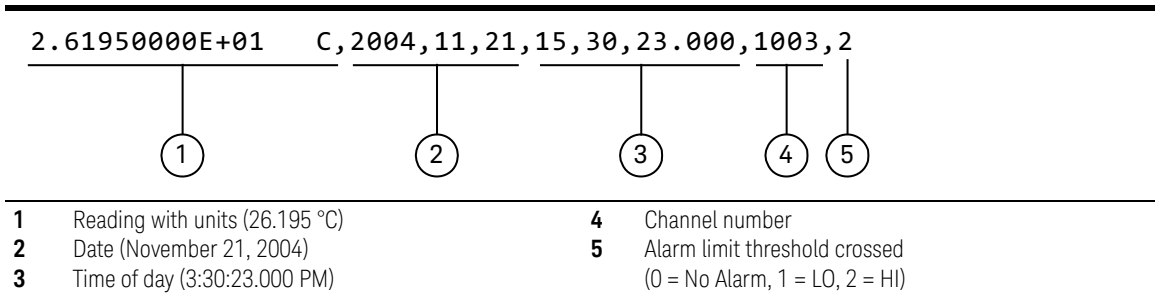 2.61950000E+01 C,2004,11,21,15,30,23.000,1003,2
1 2 3 4 5
1 Reading with units (26.195 °C)
2 Date (November 21, 2004)
3 Time of day (3:30:23.000 PM)
4 Channel number
5 Alarm limit threshold crossed
(0 = No Alarm, 1 = LO, 2 = HI)